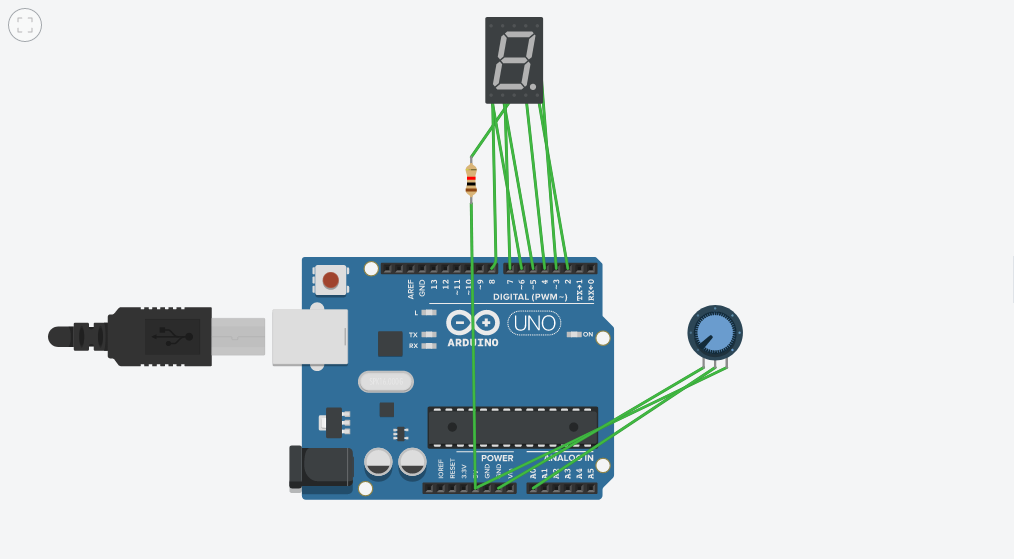 AREF
GND
13
12
~11
~10
~9
8
7
~6
~5
4
~3
2
TX→1
RX←0
DIGITAL (PWM~)
L
TX
RX
ARDUINO
UNO
ON
POWER
ANALOG IN
IOREF
RESET
3.3V
5V
GND
GND
VIN
A0
A1
A2
A3
A4
A5